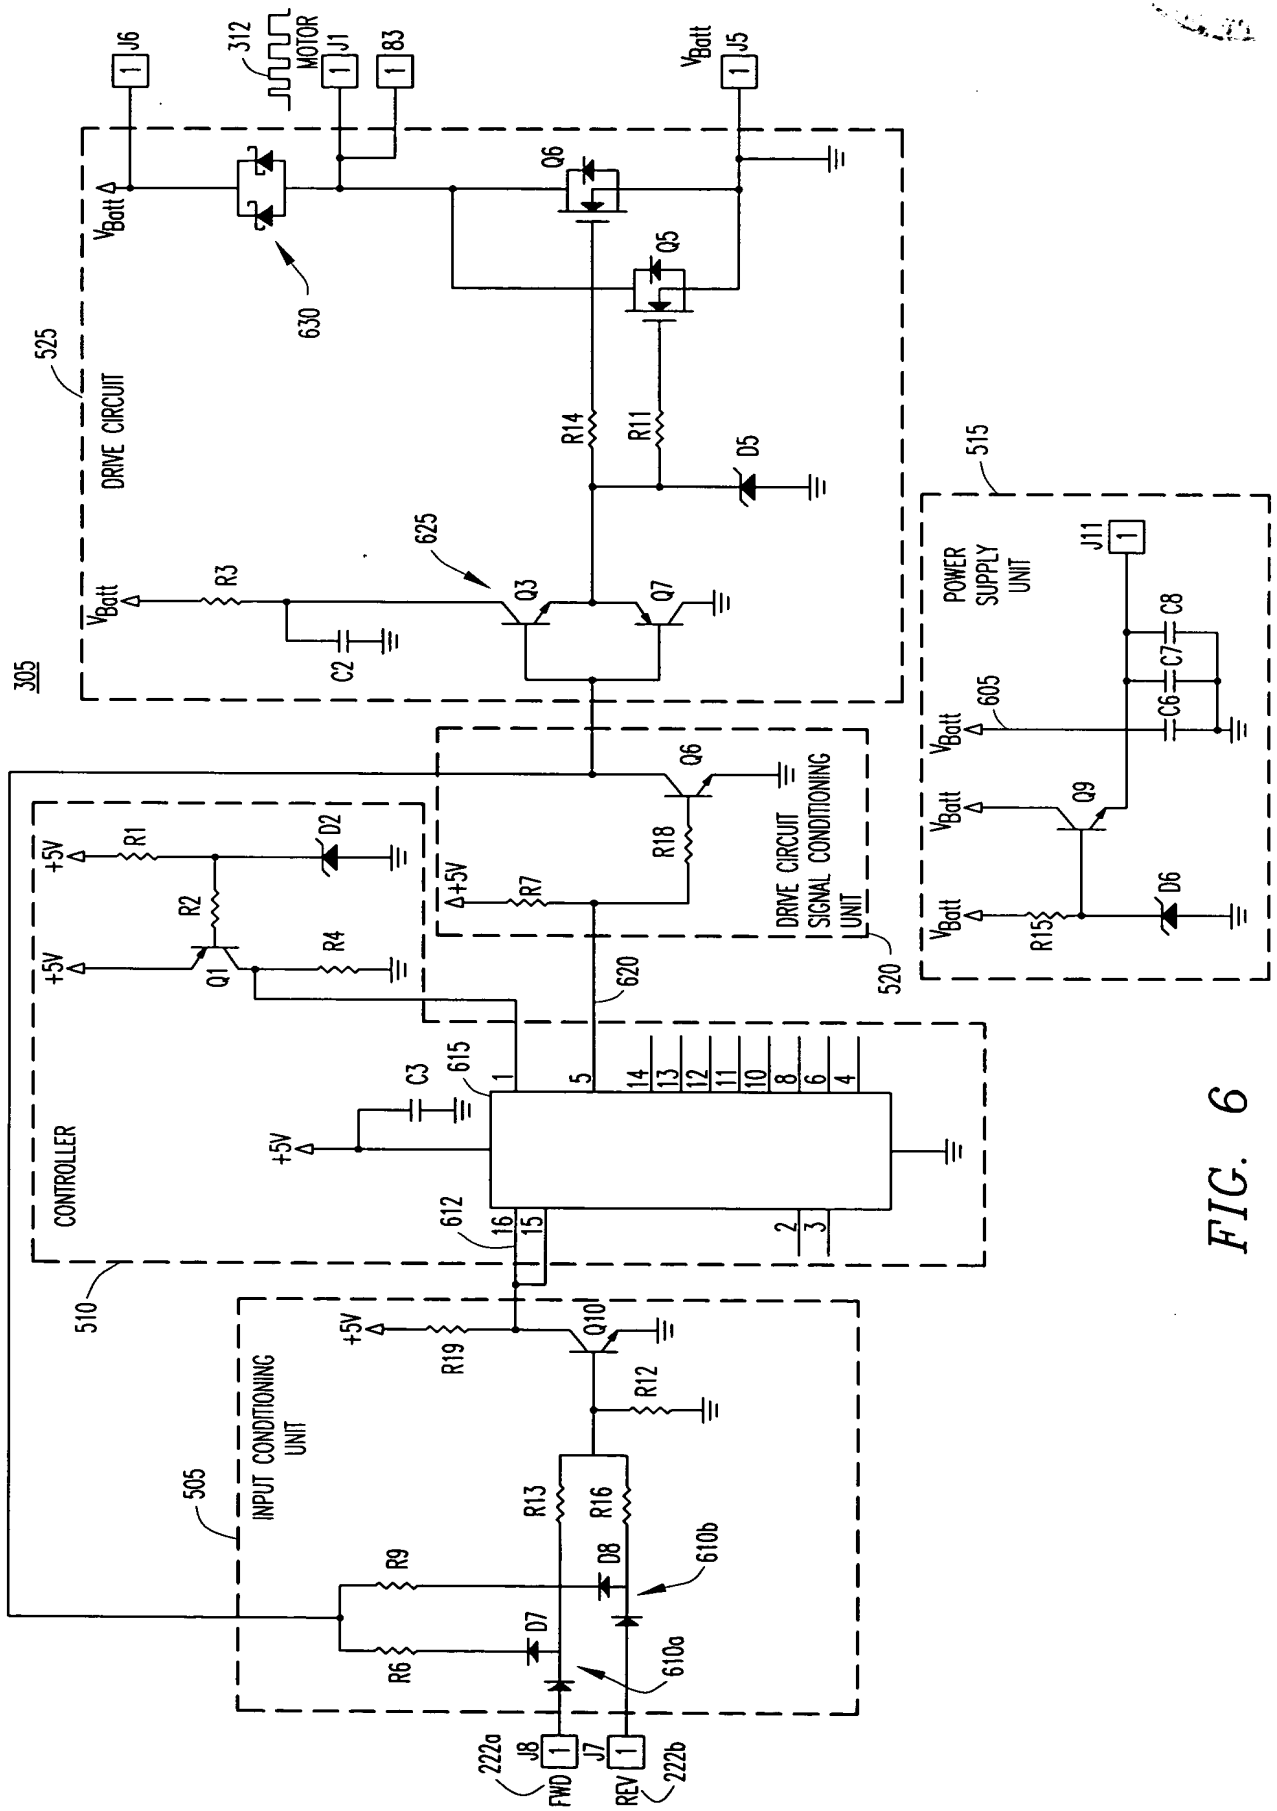 305
525
DRIVE CIRCUIT
VBatt
J6
1
312
MOTOR
J1
1
83
1
630
VBatt
R3
C2
625
Q3
Q7
R14
R11
D5
Q6
Q5
VBatt
J5
1
510
CONTROLLER
+5V
C3
615
+5V
Q1
R2
R4
+5V
R1
D2
612
16
15
2
3
1
5
14
13
12
11
10
8
6
4
620
+5V
R7
R18
Q6
DRIVE CIRCUIT
SIGNAL CONDITIONING
UNIT
520
505
INPUT CONDITIONING
UNIT
+5V
R19
Q10
R12
R9
R6
D7
D8
R13
R16
610a
610b
222a
J8
FWD
1
J7
REV
1
222b
515
POWER
SUPPLY
UNIT
VBatt
R15
D6
VBatt
Q9
VBatt
605
C6
C7
C8
J11
1
FIG. 6